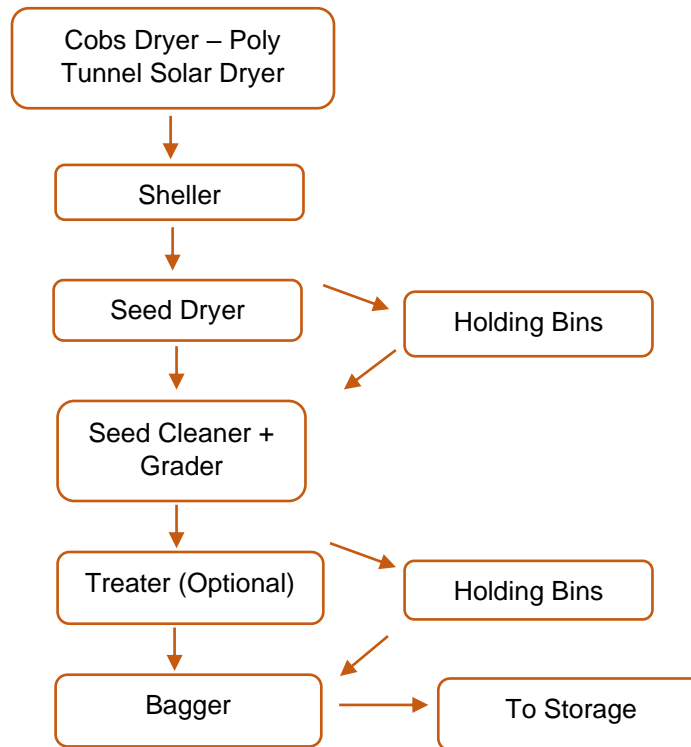 Cobs Dryer – Poly
Tunnel Solar Dryer
Sheller
Seed Dryer
Holding Bins
Seed Cleaner +
Grader
Treater (Optional)
Holding Bins
Bagger
To Storage